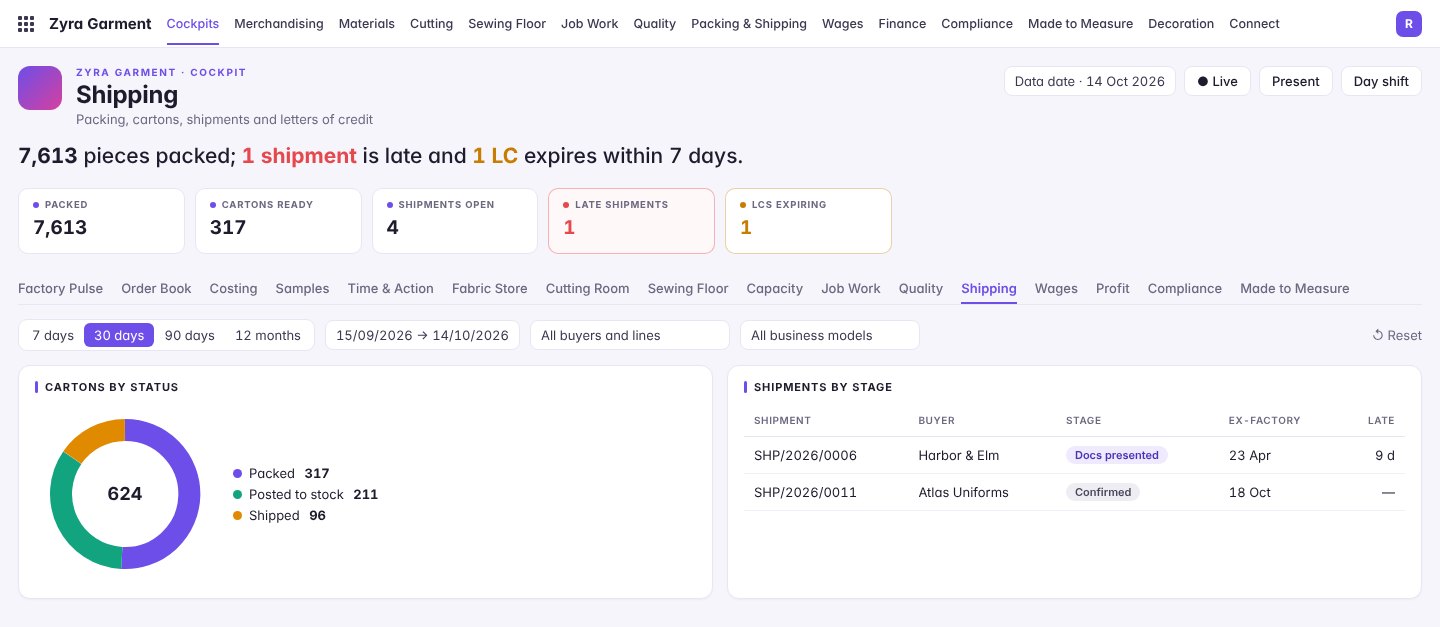 Zyra Garment Cockpits Merchandising Materials Cutting Sewing Floor Job Work Quality Packing & Shipping Wages Finance Compliance Made to Measure Decoration Connect R
ZYRA GARMENT · COCKPIT
Shipping
Packing, cartons, shipments and letters of credit
Data date · 14 Oct 2026 ● Live Present Day shift
7,613 pieces packed; 1 shipment is late and 1 LC expires within 7 days.
PACKED CARTONS READY SHIPMENTS OPEN LATE SHIPMENTS LCS EXPIRING
7,613 317 4 1 1
Factory Pulse Order Book Costing Samples Time & Action Fabric Store Cutting Room Sewing Floor Capacity Job Work Quality Shipping Wages Profit Compliance Made to Measure
7 days 30 days 90 days 12 months 15/09/2026 → 14/10/2026 All buyers and lines All business models ↺ Reset
CARTONS BY STATUS
624
Packed 317
Posted to stock 211
Shipped 96
SHIPMENTS BY STAGE
SHIPMENT BUYER STAGE EX-FACTORY LATE
SHP/2026/0006 Harbor & Elm Docs presented 23 Apr 9 d
SHP/2026/0011 Atlas Uniforms Confirmed 18 Oct —